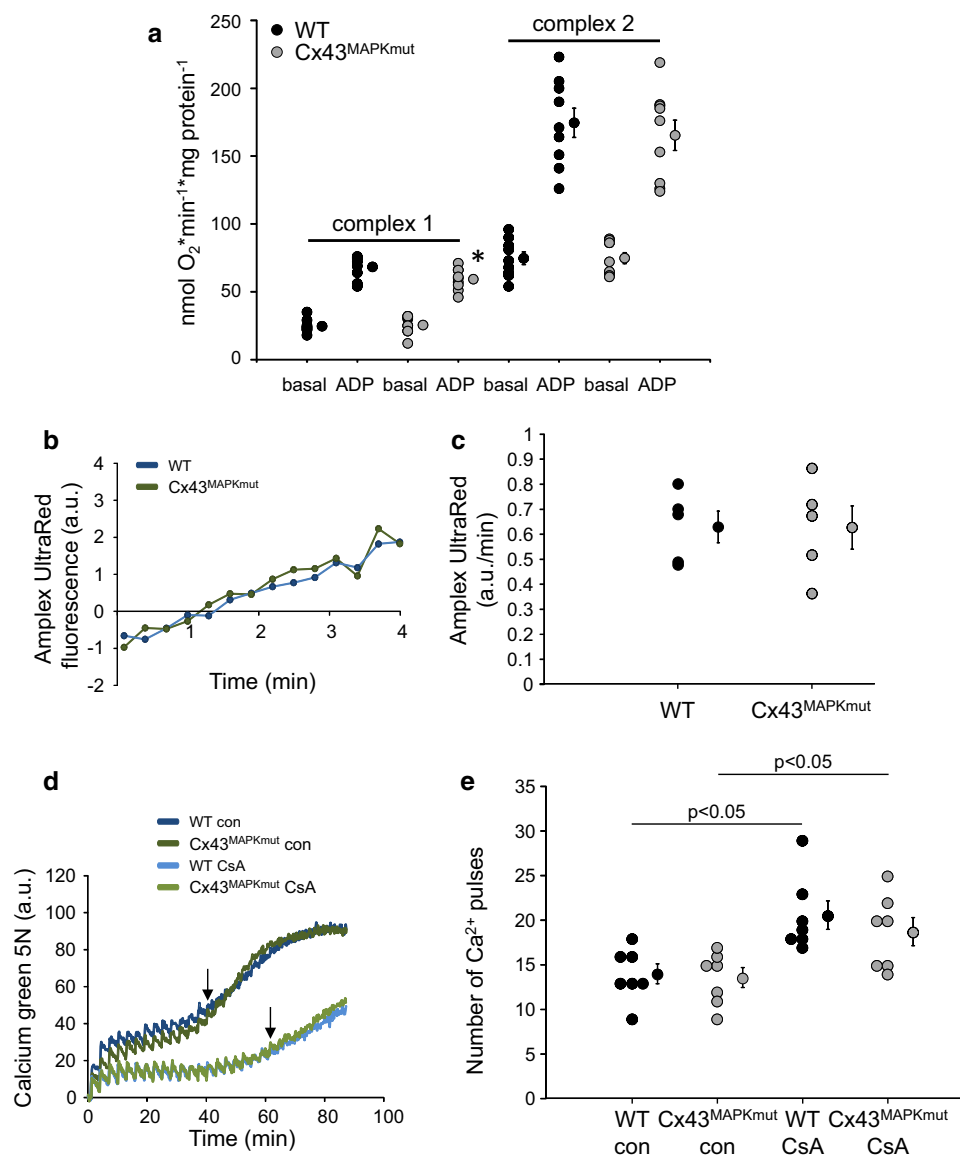 a
WT
Cx43MAPKmut
complex 2
complex 1
*
nmol O2*min-1*mg protein-1
250
200
150
100
50
0
basal ADP basal ADP basal ADP basal ADP
b
WT
Cx43MAPKmut
Amplex UltraRed
fluorescence (a.u.)
4
3
2
1
0
-1
-2
1 2 3 4
Time (min)
c
Amplex UltraRed
(a.u./min)
1
0.9
0.8
0.7
0.6
0.5
0.4
0.3
0.2
0.1
0
WT Cx43MAPKmut
d
WT con
Cx43MAPKmut con
WT CsA
Cx43MAPKmut CsA
Calcium green 5N (a.u.)
120
100
80
60
40
20
0
0 20 40 60 80 100
Time (min)
e
p<0.05
p<0.05
Number of Ca2+ pulses
35
30
25
20
15
10
5
0
WT Cx43MAPKmut WT Cx43MAPKmut
con con CsA CsA